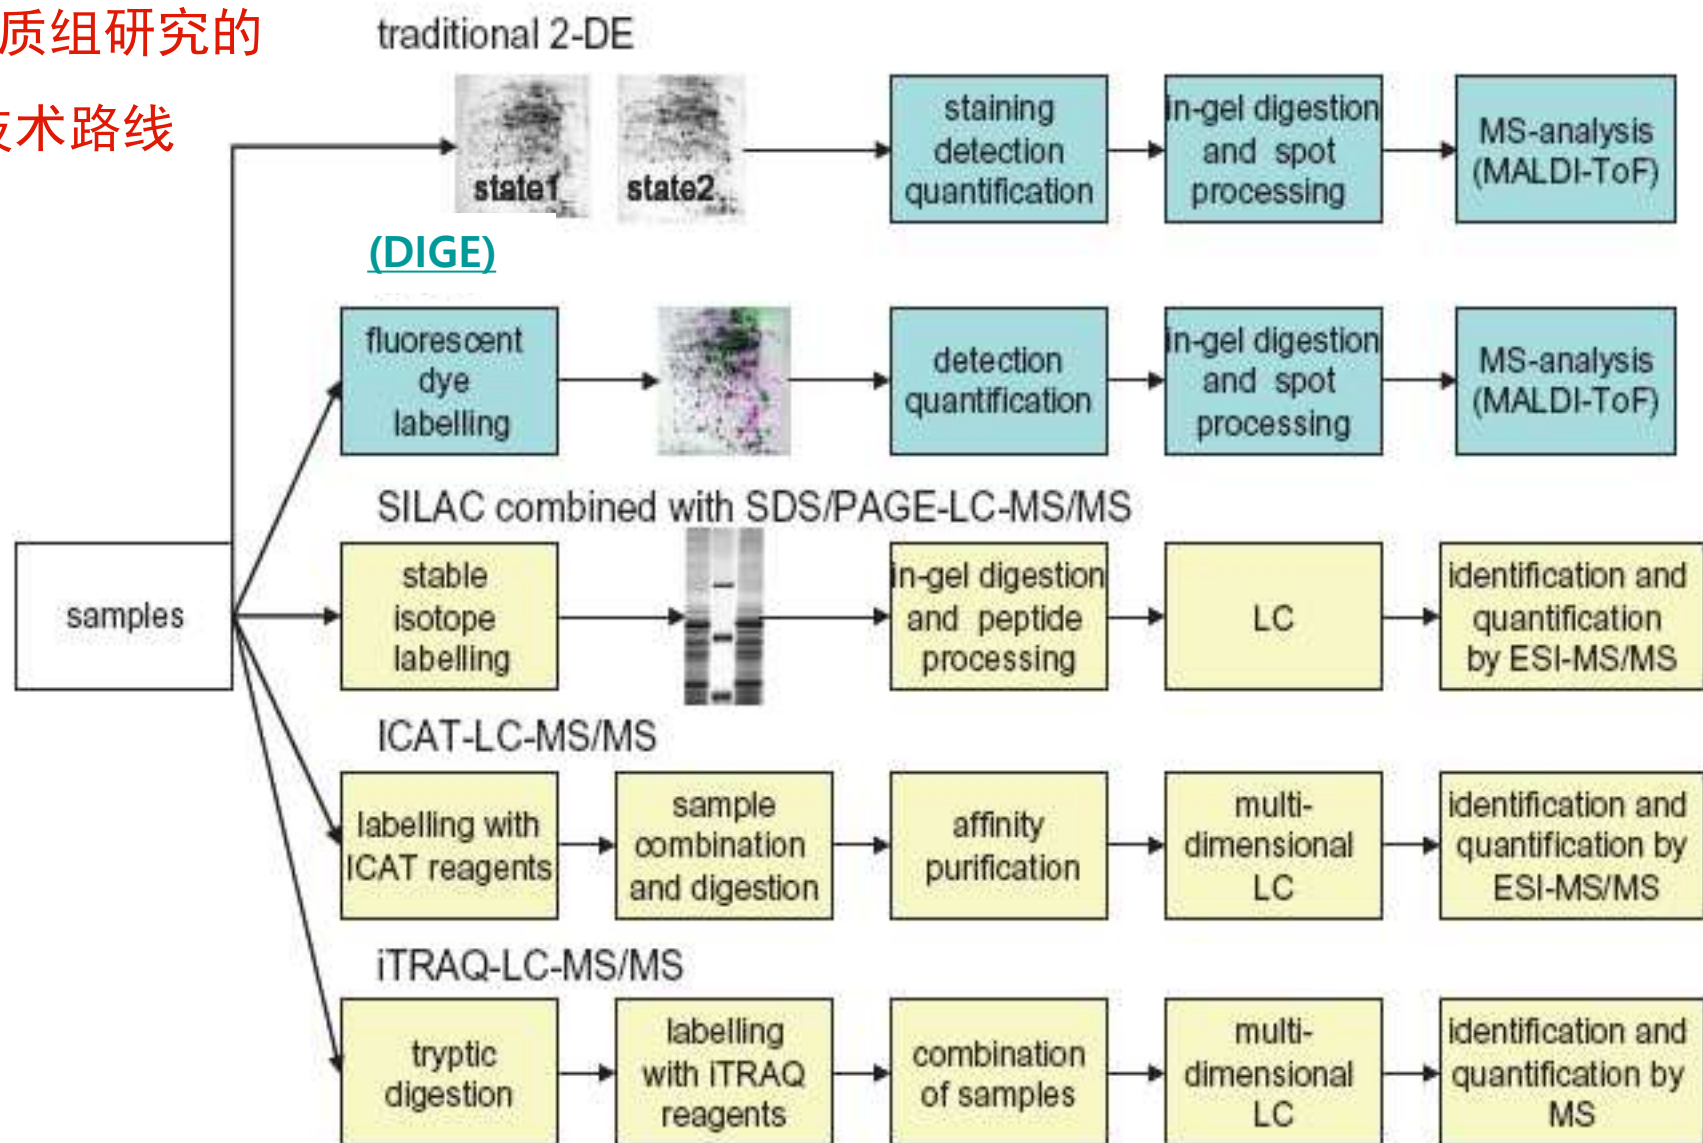 质组研究的
技术路线
traditional 2-DE
state1
state2
staining
detection
quantification
in-gel digestion
and spot
processing
MS-analysis
(MALDI-ToF)
(DIGE)
fluorescent
dye
labelling
detection
quantification
in-gel digestion
and spot
processing
MS-analysis
(MALDI-ToF)
SILAC combined with SDS/PAGE-LC-MS/MS
samples
stable
isotope
labelling
in-gel digestion
and peptide
processing
LC
identification and
quantification
by ESI-MS/MS
ICAT-LC-MS/MS
labelling with
ICAT reagents
sample
combination
and digestion
affinity
purification
multi-
dimensional
LC
identification and
quantification by
ESI-MS/MS
iTRAQ-LC-MS/MS
tryptic
digestion
labelling
with iTRAQ
reagents
combination
of samples
multi-
dimensional
LC
identification and
quantification by
MS